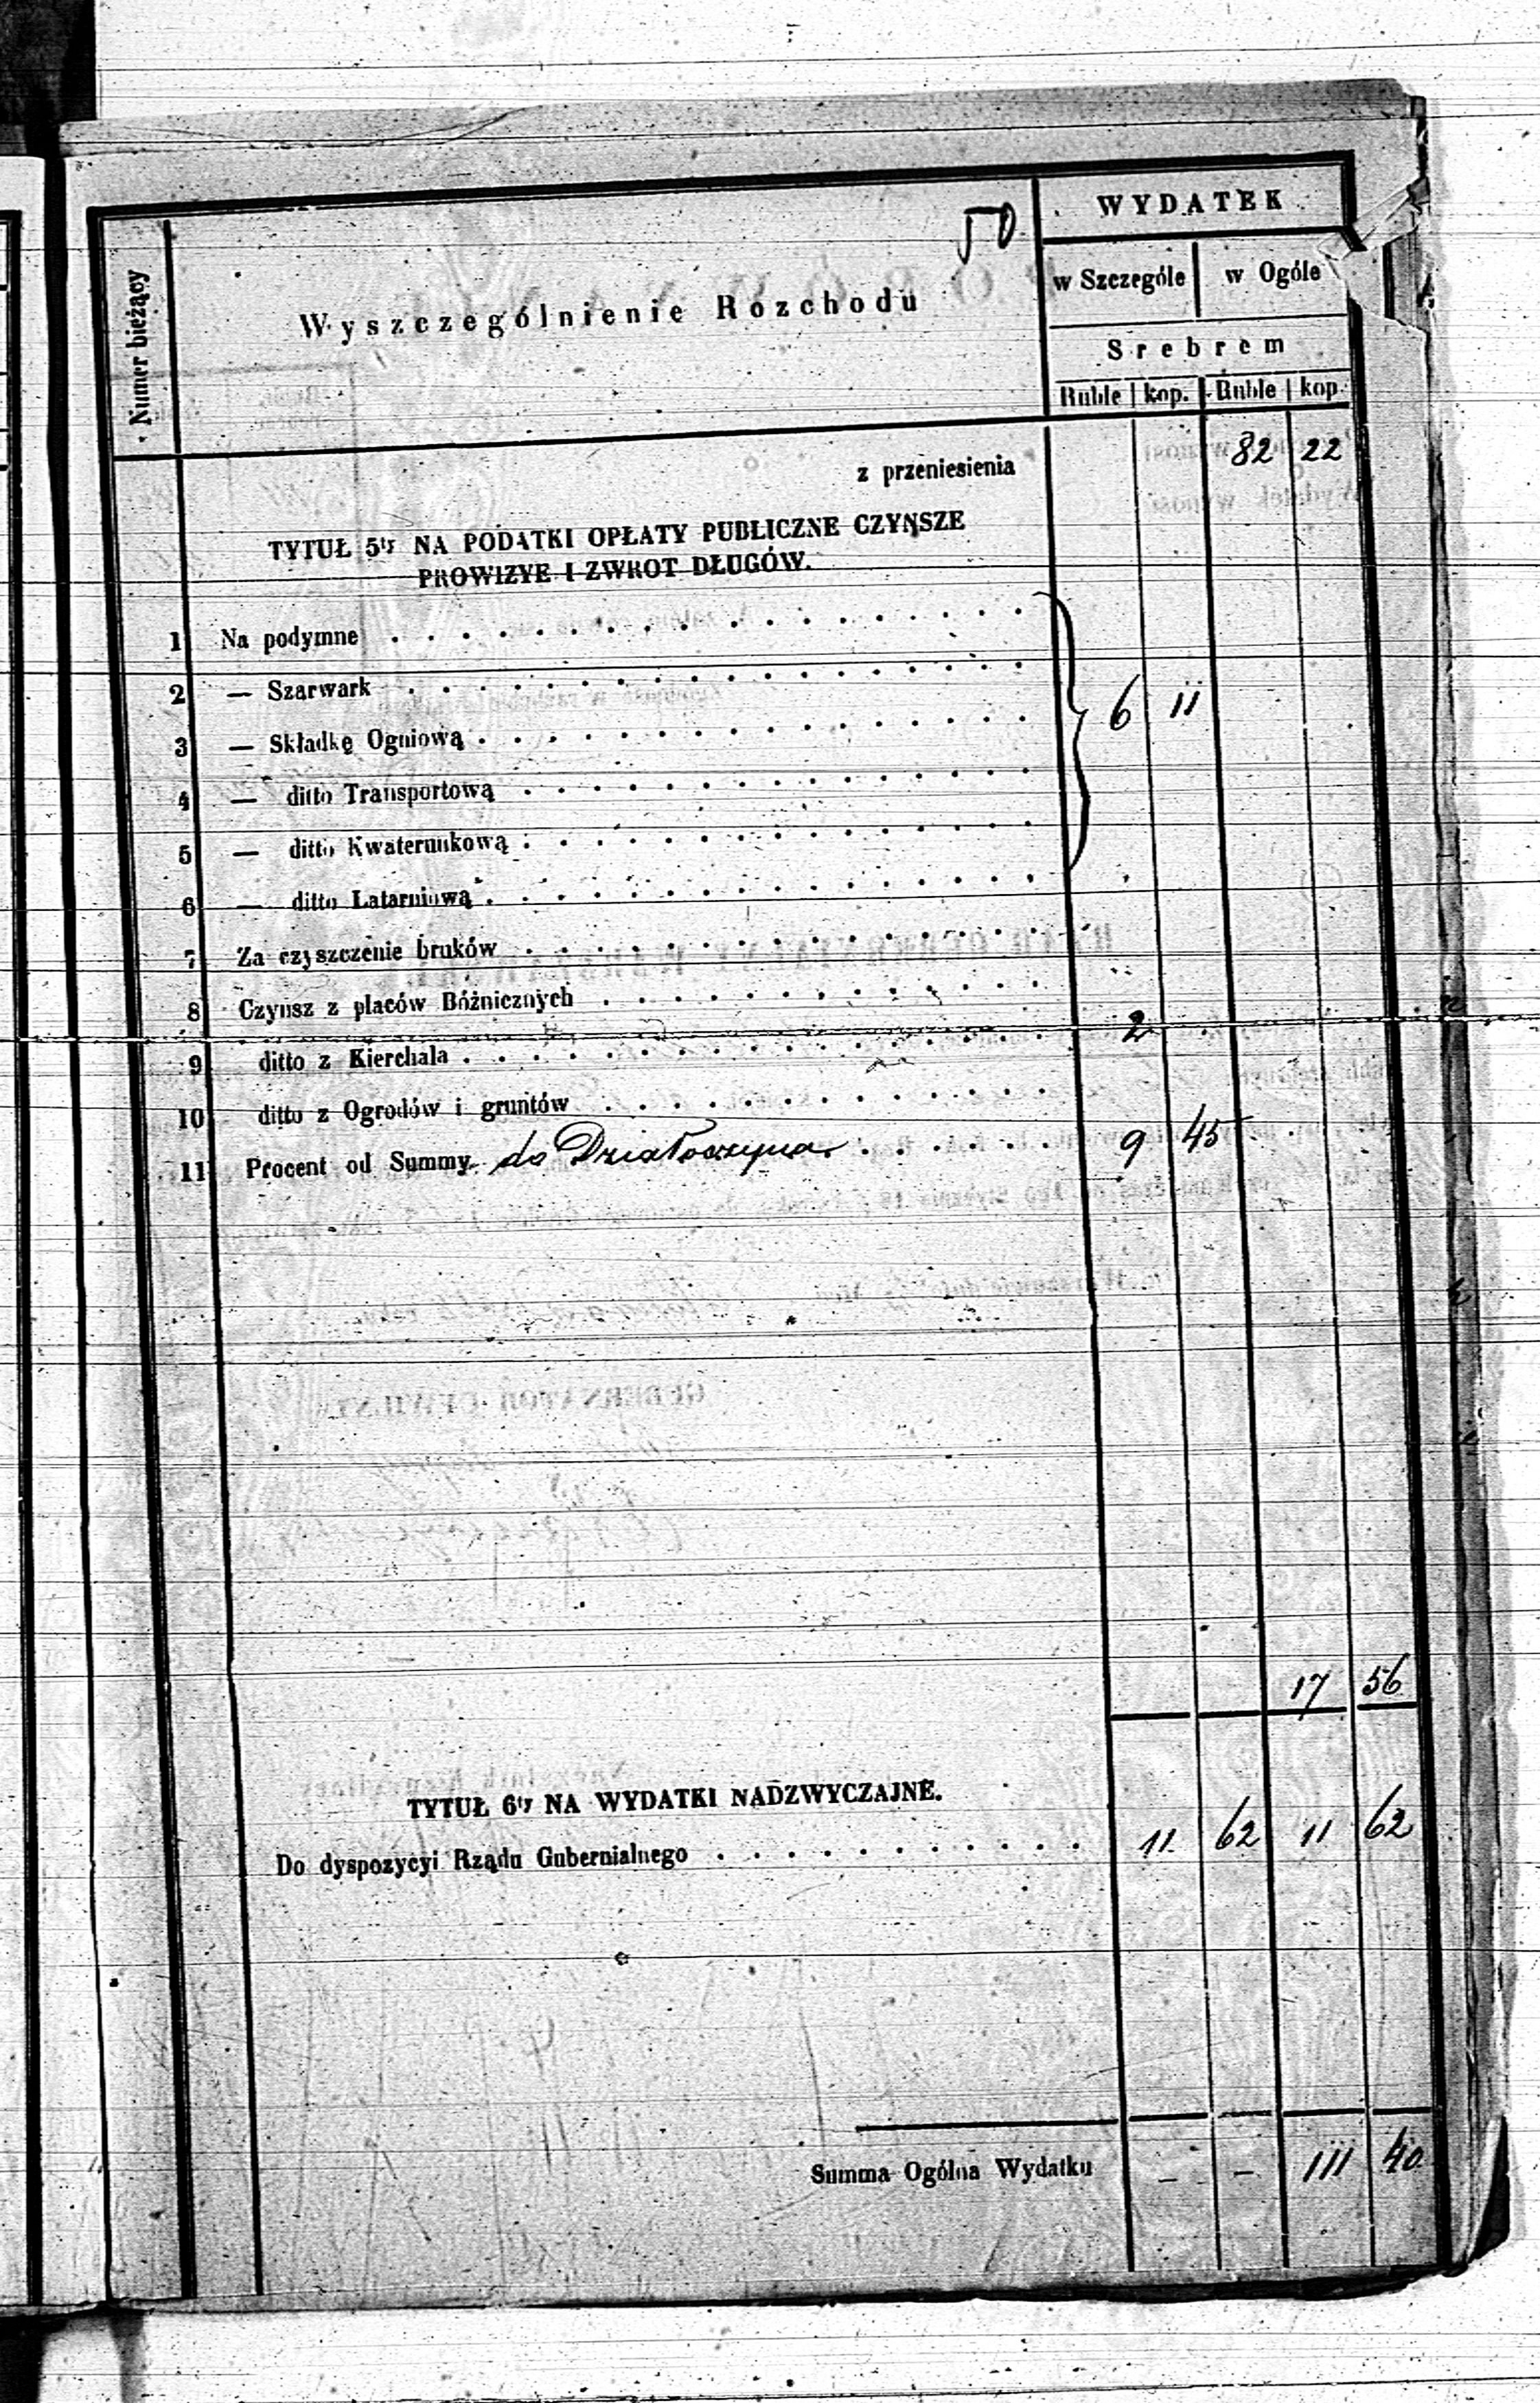 50
WYDATEK
Numer bieżący
Wyszczególnienie Rozchodu
w Szczególe w Ogóle
Srebrem
Ruble kop. Ruble kop.
z przeniesienia 82 22
TYTUŁ 5ty NA PODATKI OPŁATY PUBLICZNE CZYNSZE
PROWIZYE I ZWROT DŁUGÓW.
1 Na podymne
2 — Szarwark
3 — Składkę Ogniową 6 11
4 — ditto Transportową
5 — ditto Kwaterunkową
6 — ditto Latarniową
7 Za czyszczenie bruków
8 Czynsz z placów Bóżnicznych
9 ditto z Kierchala 2
10 ditto z Ogrodów i gruntów
11 Procent od Summy do Działoszyna 9 45
17 56
TYTUŁ 6ty NA WYDATKI NADZWYCZAJNE.
Do dyspozycyi Rządu Gubernialnego 11 62 11 62
Summa Ogólna Wydatku – – 111 40